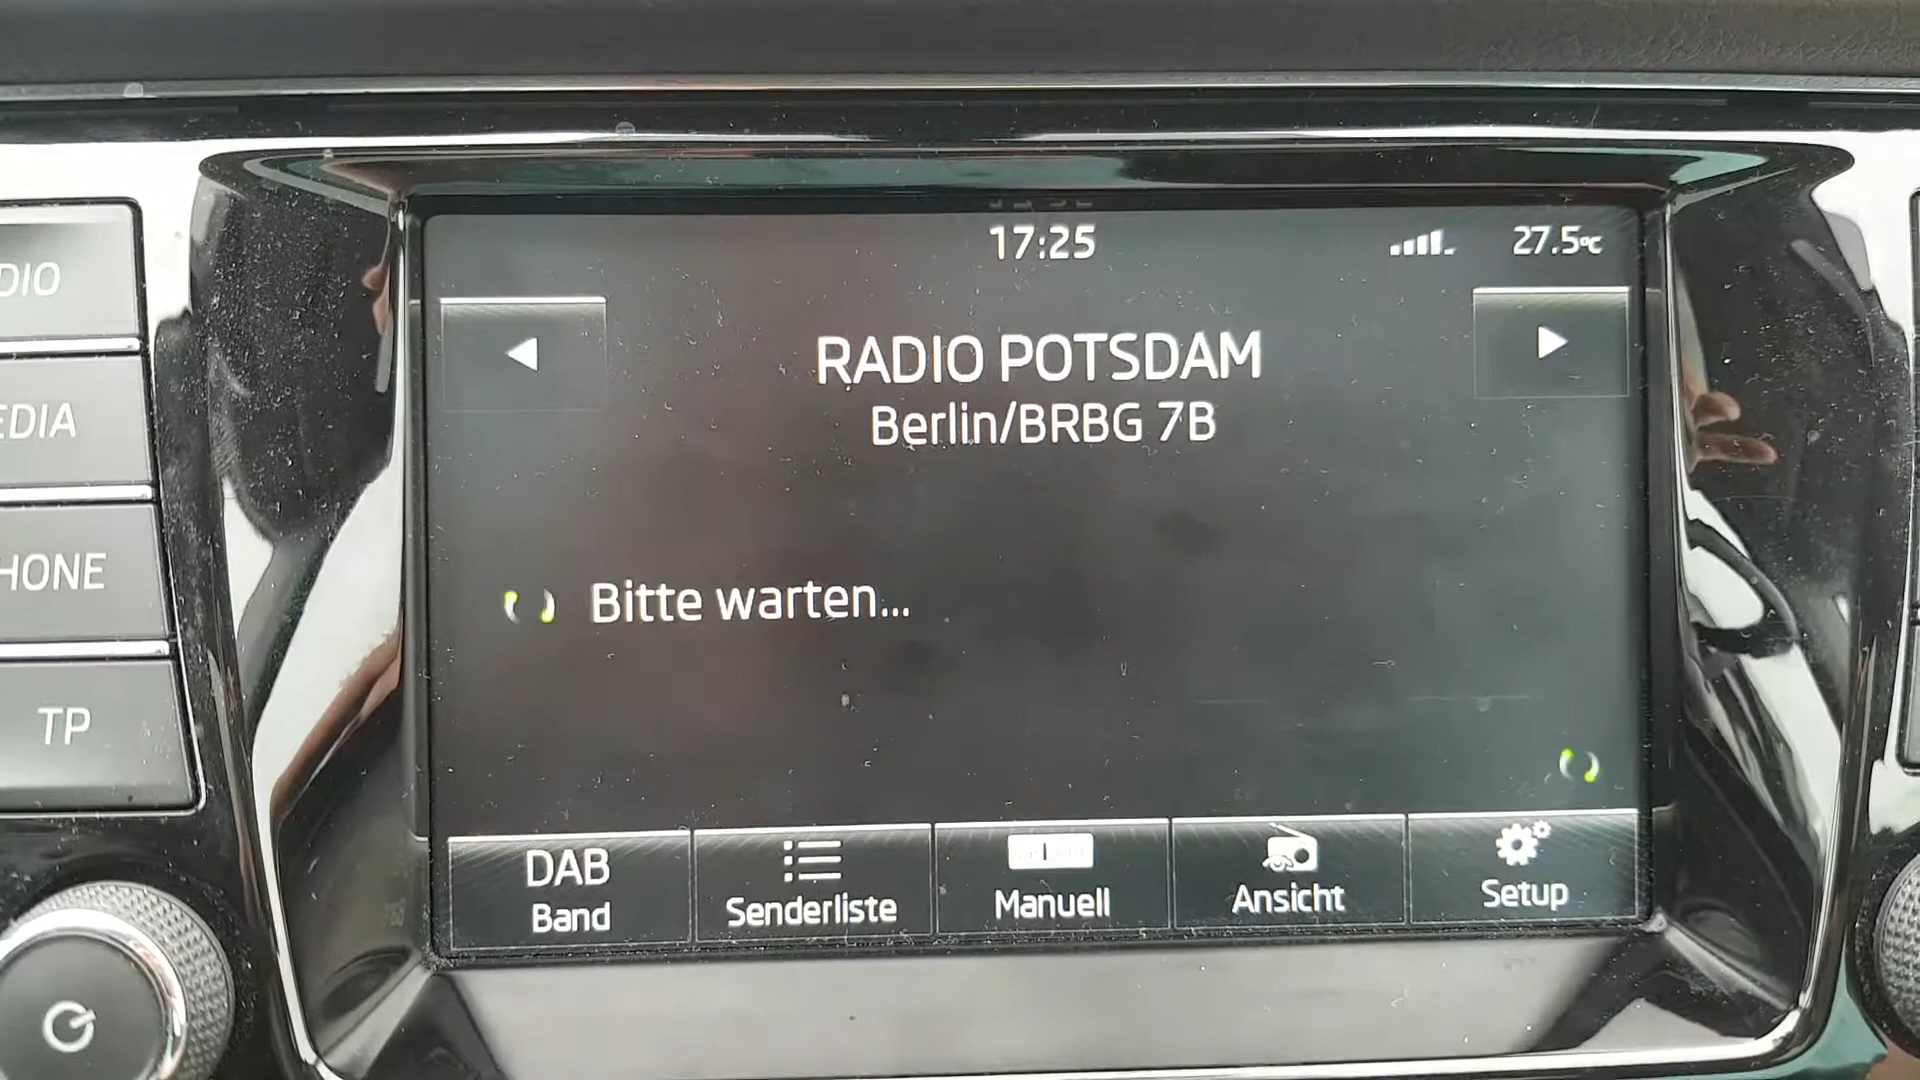 17:25
27.5°C
RADIO POTSDAM
Berlin/BRBG 7B
Bitte warten...
DAB
Band
Senderliste
Manuell
Ansicht
Setup
DIO
EDIA
HONE
TP